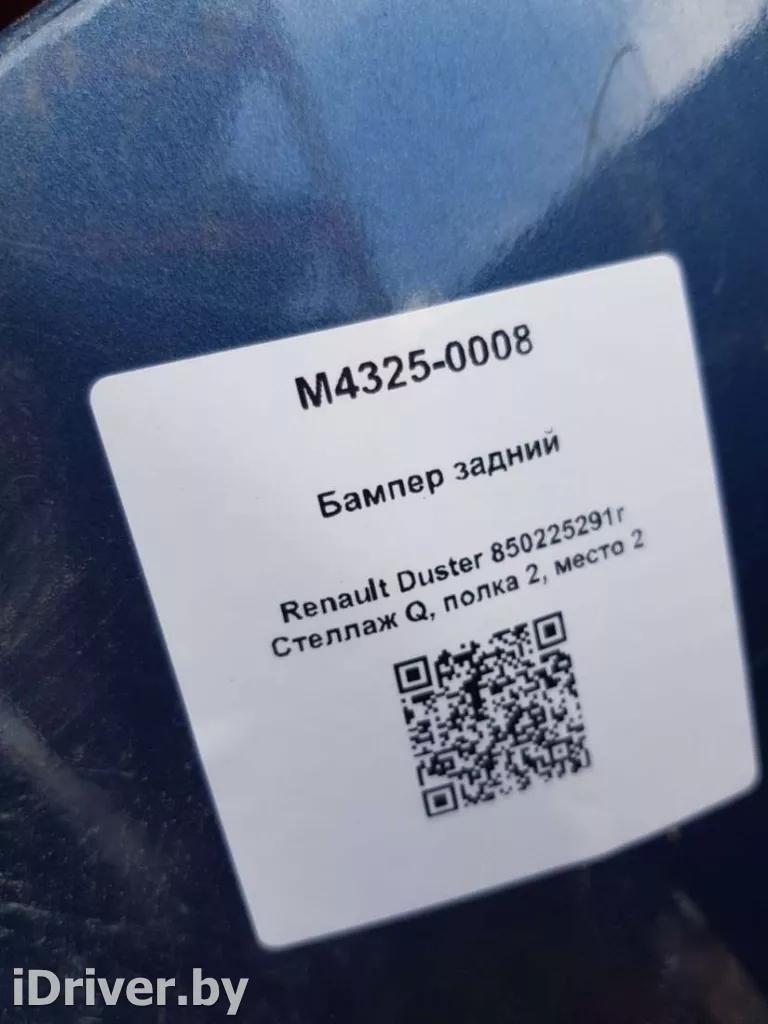 M4325-0008
Бампер задний
Renault Duster 850225291r
Стеллаж Q, полка 2, место 2
iDriver.by